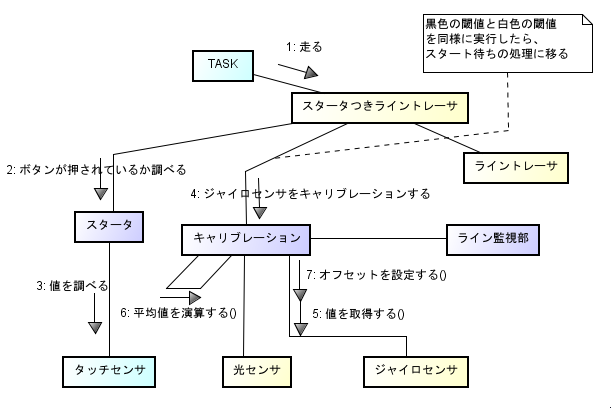 黒色の閾値と白色の閾値
を同様に実行したら、
スタート待ちの処理に移る
1: 走る
TASK
スタータつきライントレーサ
ライントレーサ
2: ボタンが押されているか調べる
4: ジャイロセンサをキャリブレーションする
スタータ
キャリブレーション
ライン監視部
7: オフセットを設定する()
3: 値を調べる
6: 平均値を演算する()
5: 値を取得する()
タッチセンサ
光センサ
ジャイロセンサ